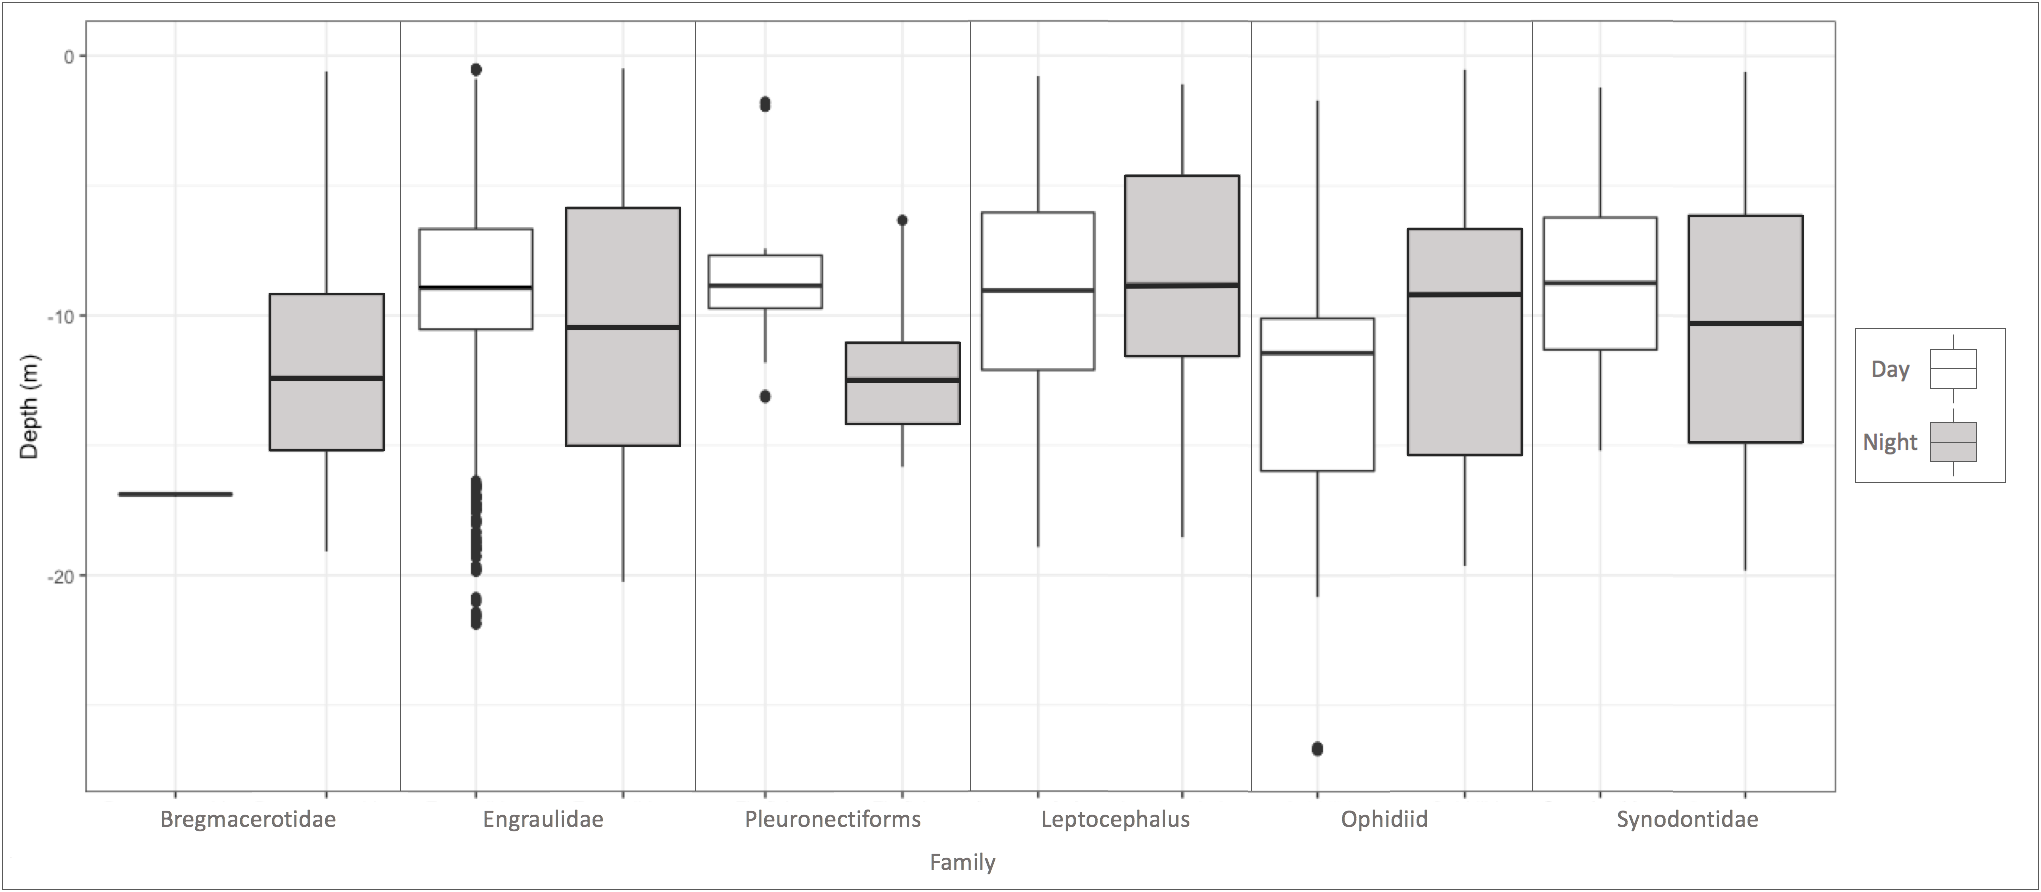 0
-10
-20
Depth (m)
Bregmacerotidae Engraulidae Pleuronectiforms Leptocephalus Ophidiid Synodontidae
Family
Day
Night